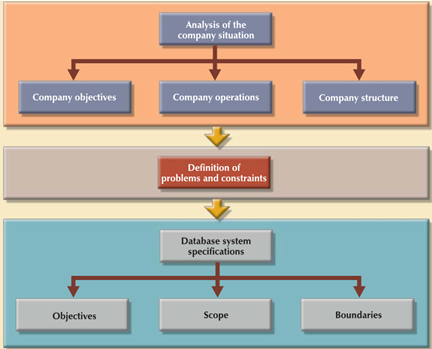 Analysis of the
company situation
Company objectives
Company operations
Company structure
Definition of
problems and constraints
Database system
specifications
Objectives
Scope
Boundaries